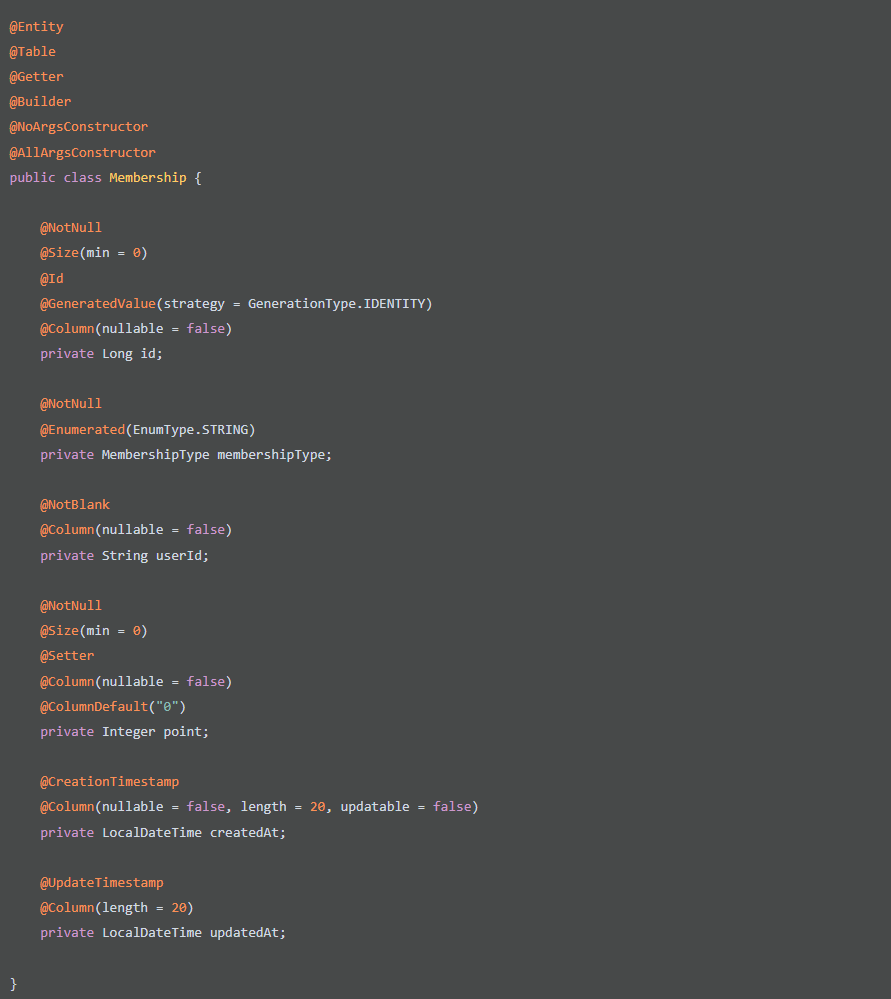 @Entity
@Table
@Getter
@Builder
@NoArgsConstructor
@AllArgsConstructor
public class Membership {
    @NotNull
    @Size(min = 0)
    @Id
    @GeneratedValue(strategy = GenerationType.IDENTITY)
    @Column(nullable = false)
    private Long id;
    @NotNull
    @Enumerated(EnumType.STRING)
    private MembershipType membershipType;
    @NotBlank
    @Column(nullable = false)
    private String userId;
    @NotNull
    @Size(min = 0)
    @Setter
    @Column(nullable = false)
    @ColumnDefault("0")
    private Integer point;
    @CreationTimestamp
    @Column(nullable = false, length = 20, updatable = false)
    private LocalDateTime createdAt;
    @UpdateTimestamp
    @Column(length = 20)
    private LocalDateTime updatedAt;
}